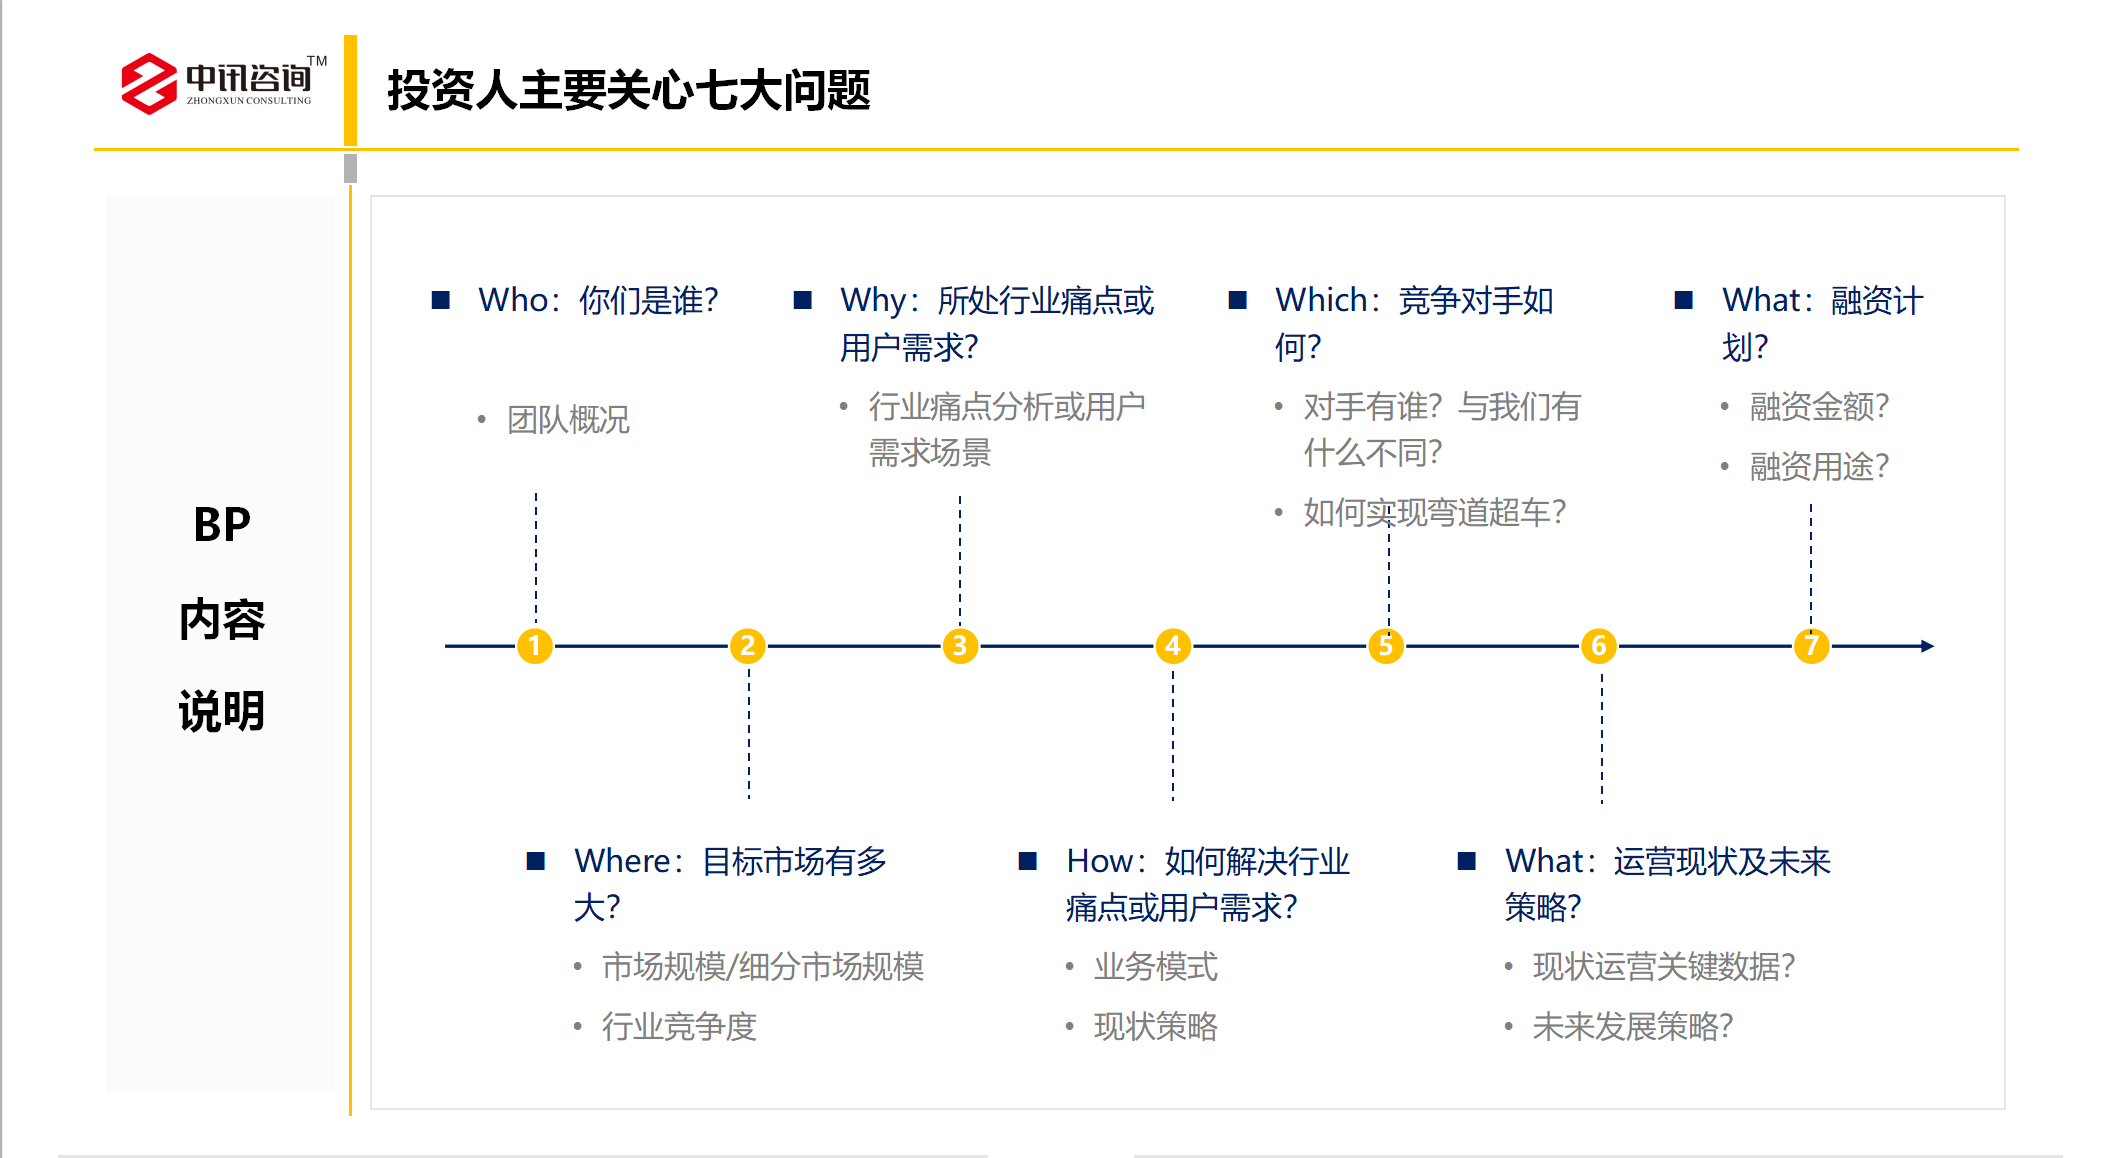 中讯咨询™
ZHONGXUN CONSULTING
投资人主要关心七大问题
BP
内容
说明
■ Who：你们是谁？
• 团队概况
■ Why：所处行业痛点或
用户需求？
• 行业痛点分析或用户
需求场景
■ Which：竞争对手如
何？
• 对手有谁？与我们有
什么不同？
• 如何实现弯道超车？
■ What：融资计
划？
• 融资金额？
• 融资用途？
1
2
3
4
5
6
7
■ Where：目标市场有多
大？
• 市场规模/细分市场规模
• 行业竞争度
■ How：如何解决行业
痛点或用户需求？
• 业务模式
• 现状策略
■ What：运营现状及未来
策略？
• 现状运营关键数据？
• 未来发展策略？